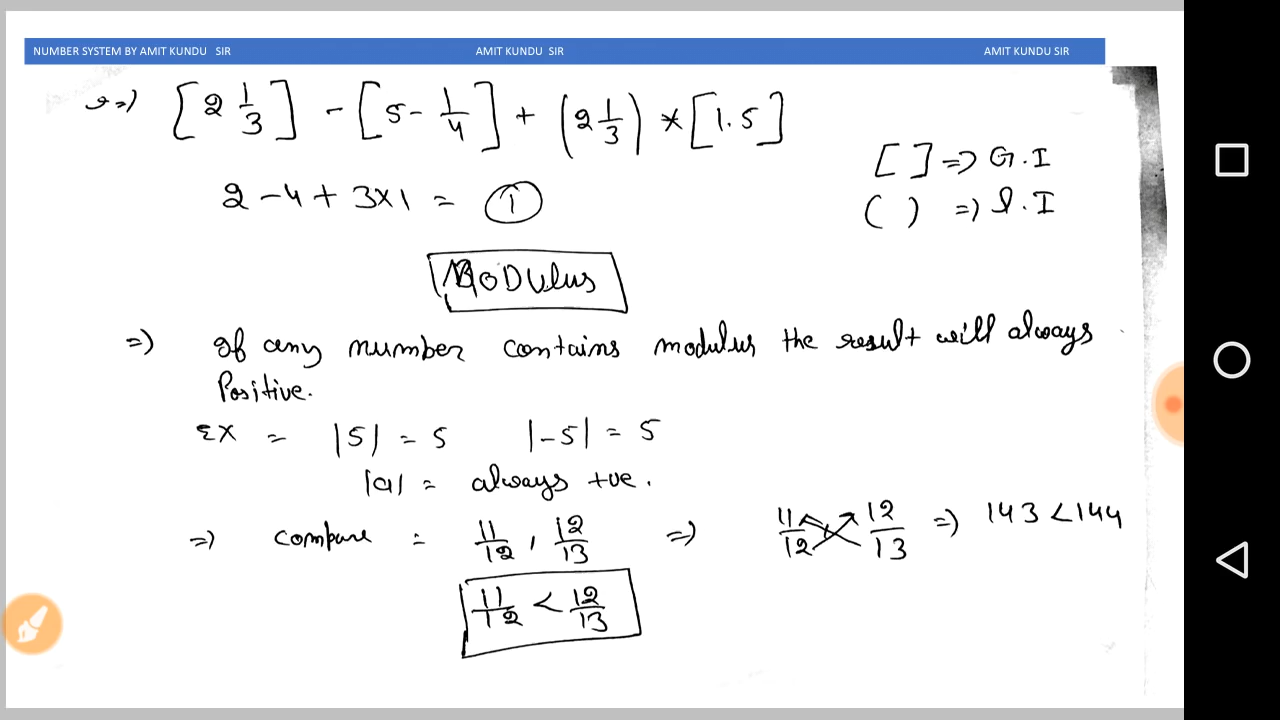 NUMBER SYSTEM BY AMIT KUNDU SIR AMIT KUNDU SIR AMIT KUNDU SIR
=) [2 1/3] - [5 - 1/4] + (2 1/3) * [1.5]
[ ] => G.I
2 - 4 + 3×1 = 1
( ) => l.I
MODUlus
=) If any number contains modulus the result will always
Positive.
EX = |5| = 5 |-5| = 5
|a| = always +ve.
=) compare = 11/12 , 12/13 =) 11/12 12/13 =) 143 < 144
11/12 < 12/13